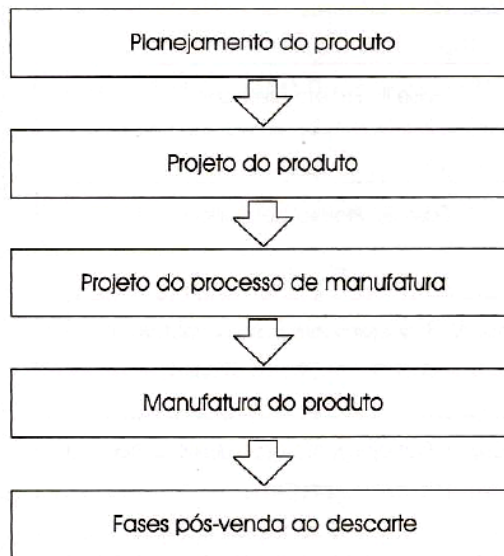 Planejamento do produto
Projeto do produto
Projeto do processo de manufatura
Manufatura do produto
Fases pós-venda ao descarte